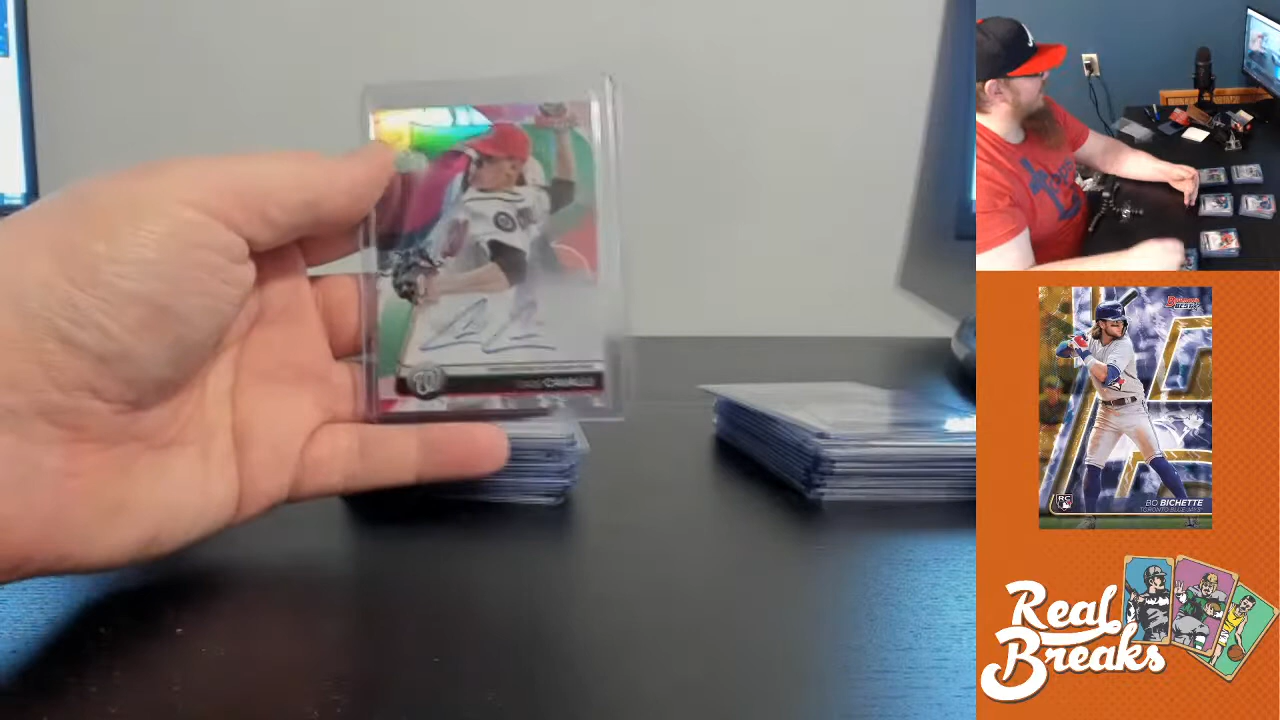 Bowman's
BEST
RC
BO BICHETTE
TORONTO BLUE JAYS
Real
Breaks